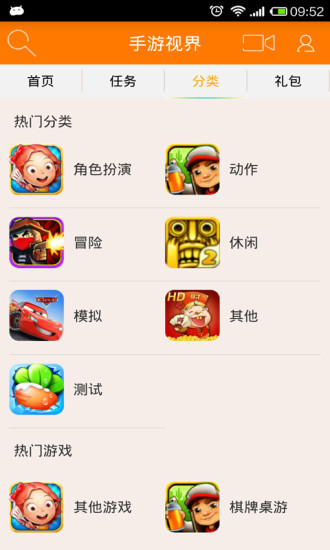 09:52
手游视界
首页 任务 分类 礼包
热门分类
角色扮演 动作
冒险 休闲
2
模拟 其他
HD
测试
热门游戏
其他游戏 棋牌桌游